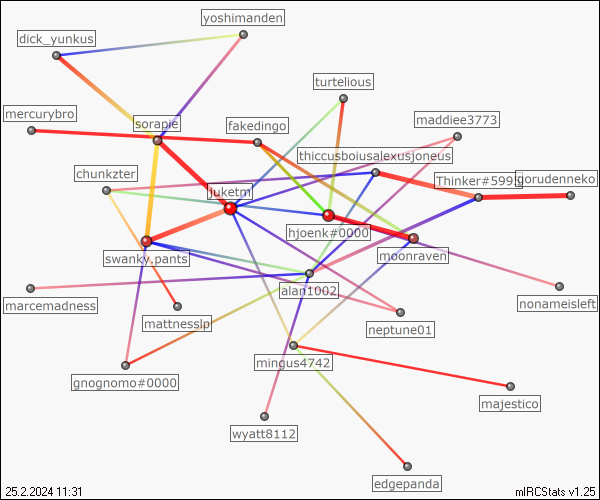 yoshimanden
dick_yunkus
turtelious
mercurybro
sorapie
fakedingo
maddiee3773
thiccusboiusalexusjoneus
chunkzter
Thinker#5993
gorudenneko
juketm
hjoenk#0000
swanky.pants
moonraven
alan1002
marcemadness
mattnesslp
nonameisleft
neptune01
mingus4742
gnognomo#0000
majestico
wyatt8112
edgepanda
25.2.2024 11:31
mIRCStats v1.25